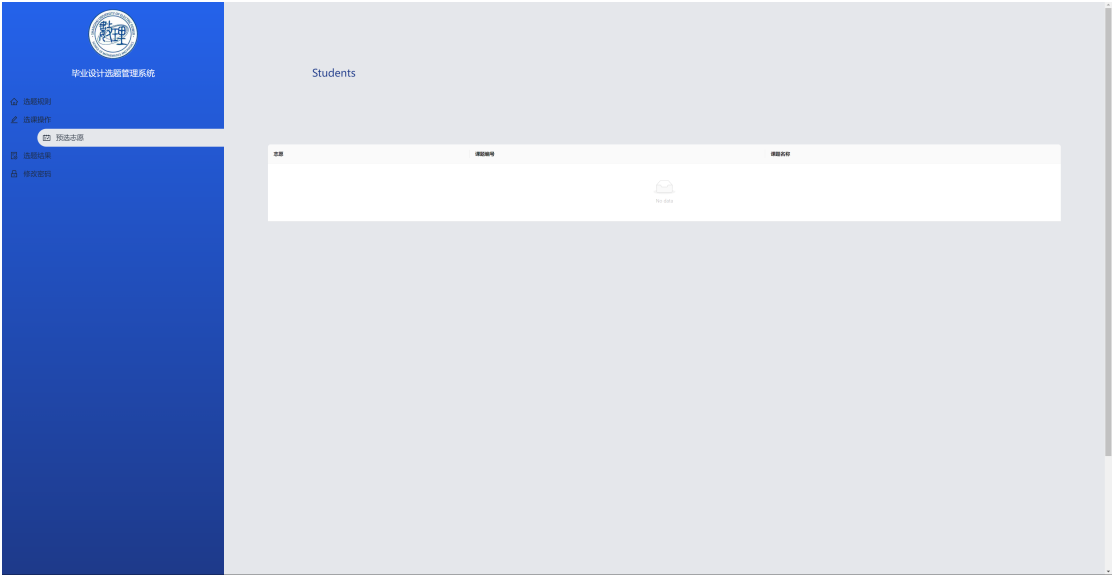 数理
毕业设计选题管理系统
选题规则
选课操作
预选志愿
选题结果
修改密码
Students
志愿 课题编号 课题名称
No data